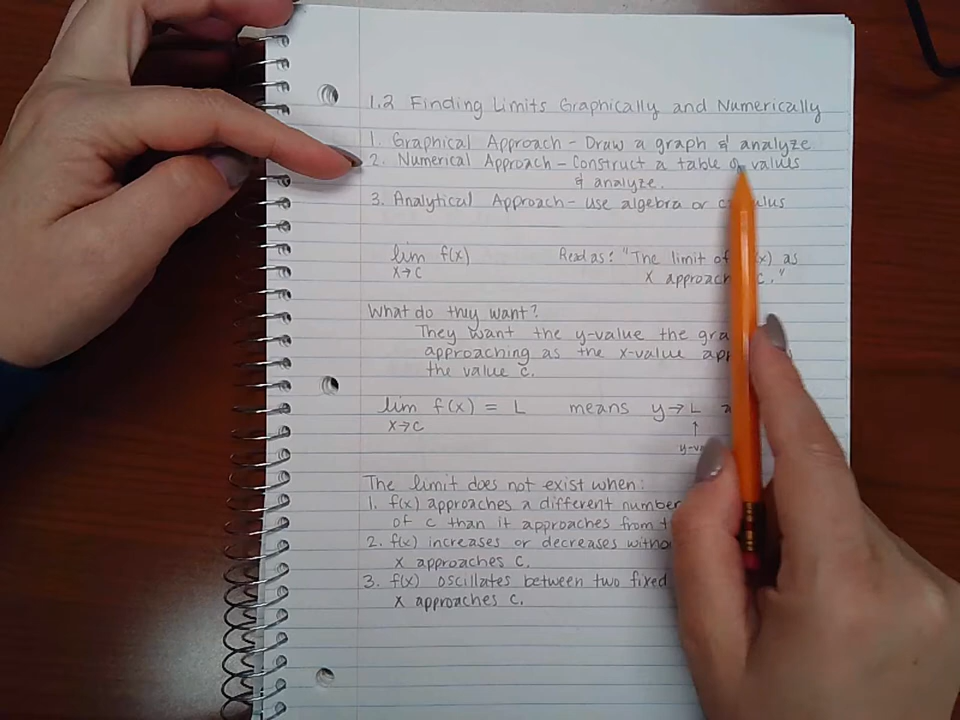 1.2 Finding Limits Graphically and Numerically
1. Graphical Approach - Draw a graph & analyze
2. Numerical Approach - Construct a table of values
& analyze.
3. Analytical Approach - Use algebra or
lim f(x) Read as: "The limit of as
x→c x c."
What do they want?
They want the y-value the
approaching as the x-value
the value c.
lim f(x) = L means y→L
x→c ↑
The limit does not exist when:
1. f(x) approaches a different number
of c than it approaches from
2. f(x) increases or decreases
x approaches c.
3. f(x) oscillates between two fixed
x approaches c.